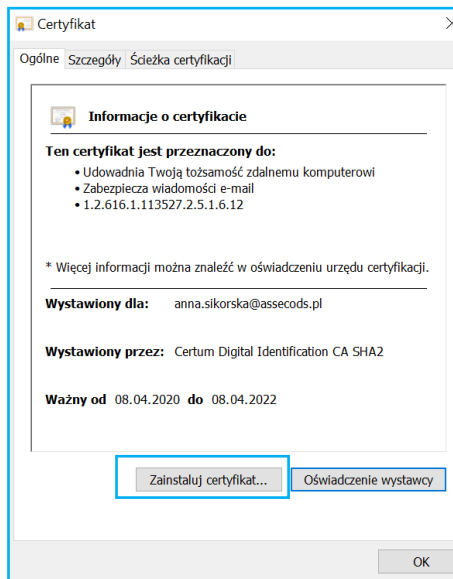 Certyfikat
Ogólne Szczegóły Ścieżka certyfikacji
Informacje o certyfikacie
Ten certyfikat jest przeznaczony do:
• Udowadnia Twoją tożsamość zdalnemu komputerowi
• Zabezpiecza wiadomości e-mail
• 1.2.616.1.113527.2.5.1.6.12
* Więcej informacji można znaleźć w oświadczeniu urzędu certyfikacji.
Wystawiony dla: anna.sikorska@assecods.pl
Wystawiony przez: Certum Digital Identification CA SHA2
Ważny od 08.04.2020 do 08.04.2022
Zainstaluj certyfikat... Oświadczenie wystawcy
OK